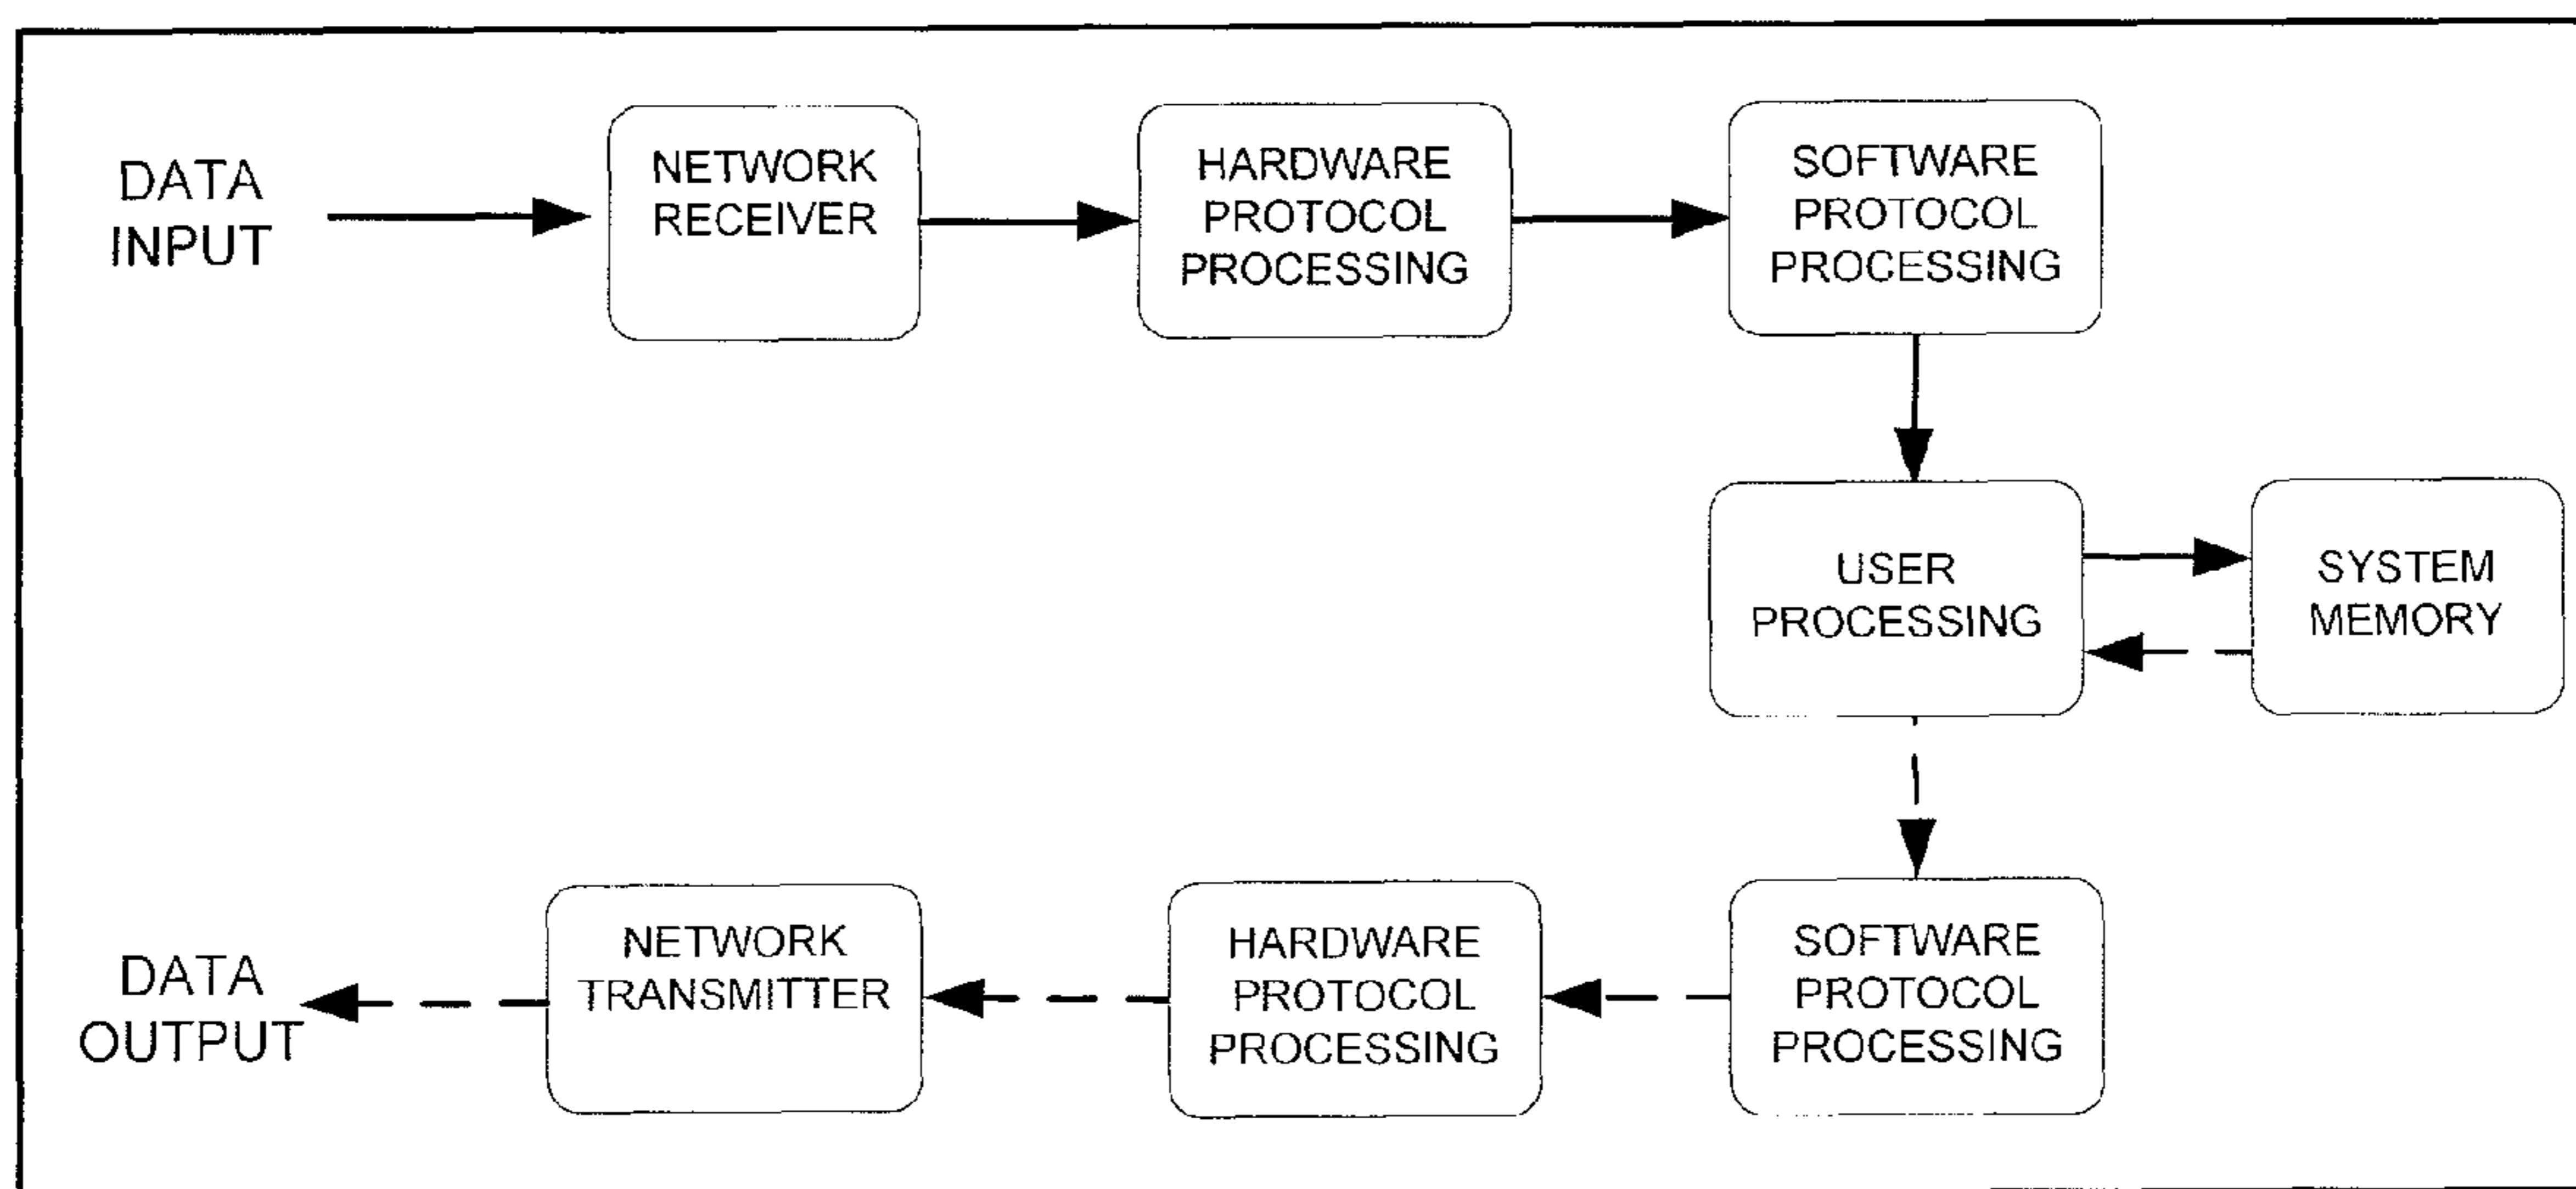 DATA
INPUT
NETWORK
RECEIVER
HARDWARE
PROTOCOL
PROCESSING
SOFTWARE
PROTOCOL
PROCESSING
USER
PROCESSING
SYSTEM
MEMORY
DATA
OUTPUT
NETWORK
TRANSMITTER
HARDWARE
PROTOCOL
PROCESSING
SOFTWARE
PROTOCOL
PROCESSING